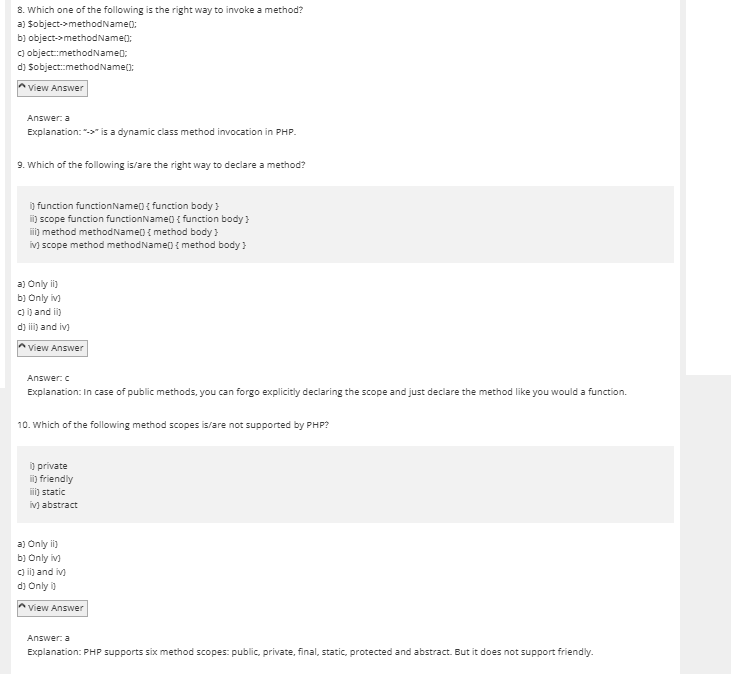 8. Which one of the following is the right way to invoke a method?
a) $object->methodName();
b) object->methodName();
c) object::methodName();
d) $object::methodName();
View Answer
Answer: a
Explanation: “->” is a dynamic class method invocation in PHP.
9. Which of the following is/are the right way to declare a method?
i) function functionName() { function body }
ii) scope function functionName() { function body }
iii) method methodName() { method body }
iv) scope method methodName() { method body }
a) Only ii)
b) Only iv)
c) i) and ii)
d) iii) and iv)
View Answer
Answer: c
Explanation: In case of public methods, you can forgo explicitly declaring the scope and just declare the method like you would a function.
10. Which of the following method scopes is/are not supported by PHP?
i) private
ii) friendly
iii) static
iv) abstract
a) Only ii)
b) Only iv)
c) ii) and iv)
d) Only i)
View Answer
Answer: a
Explanation: PHP supports six method scopes: public, private, final, static, protected and abstract. But it does not support friendly.